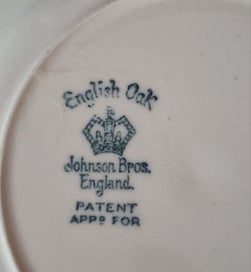 English Oak
Johnson Bros.
England.
PATENT
APPD FOR